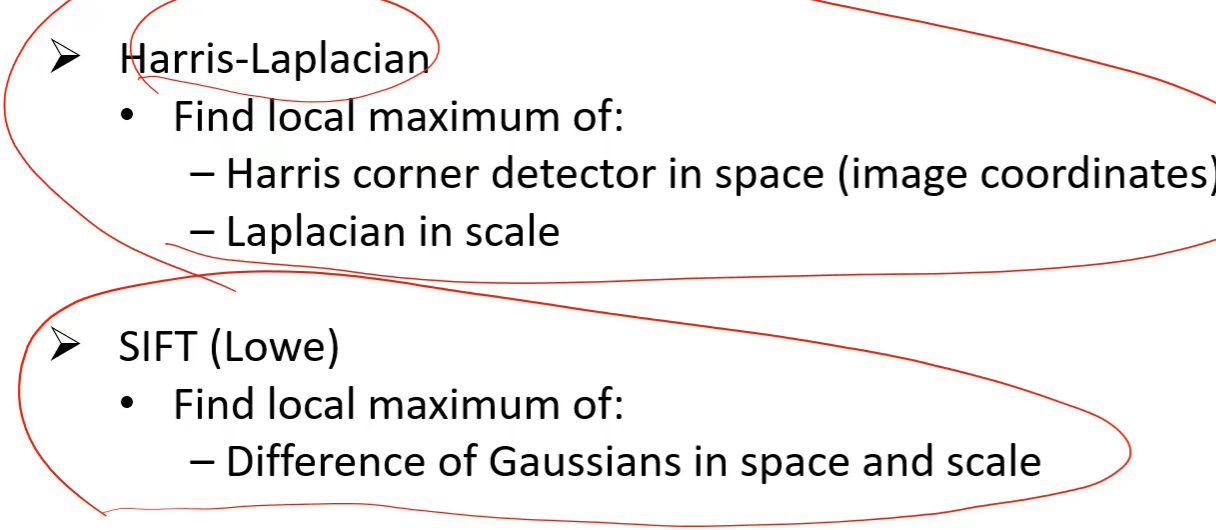 ➢ Harris-Laplacian
• Find local maximum of:
– Harris corner detector in space (image coordinates)
– Laplacian in scale
➢ SIFT (Lowe)
• Find local maximum of:
– Difference of Gaussians in space and scale